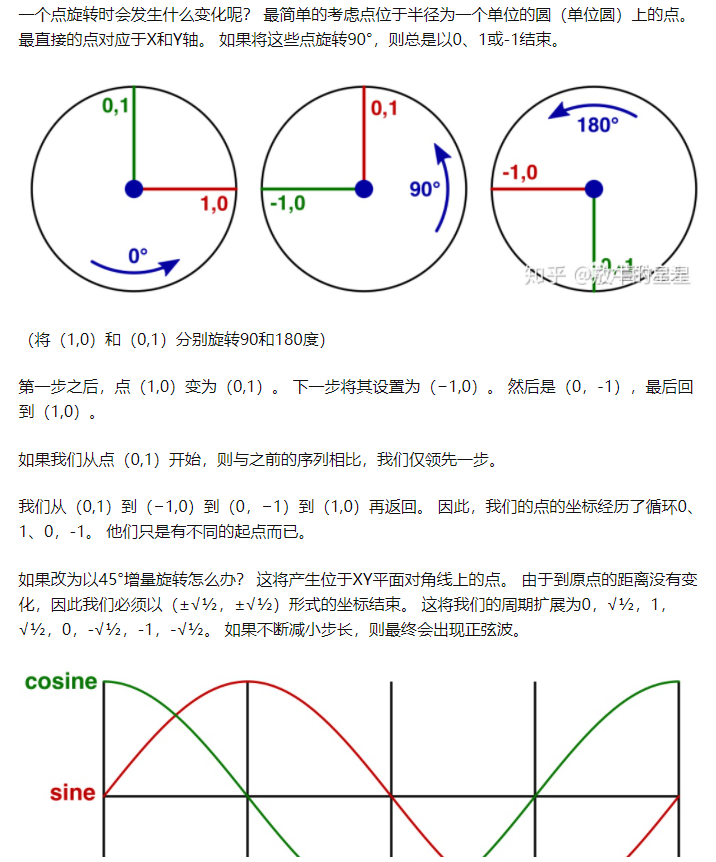 一个点旋转时会发生什么变化呢？ 最简单的考虑点位于半径为一个单位的圆（单位圆）上的点。
最直接的点对应于X和Y轴。 如果将这些点旋转90°，则总是以0、1或-1结束。
0,1
1,0
0°
0,1
-1,0
90°
-1,0
180°
知乎 @放牛的星星
（将（1,0）和（0,1）分别旋转90和180度）
第一步之后，点（1,0）变为（0,1）。 下一步将其设置为（−1,0）。 然后是（0，-1），最后回
到（1,0）。
如果我们从点（0,1）开始，则与之前的序列相比，我们仅领先一步。
我们从（0,1）到（−1,0）到（0，−1）到（1,0）再返回。 因此，我们的点的坐标经历了循环0、
1、0，-1。 他们只是有不同的起点而已。
如果改为以45°增量旋转怎么办？ 这将产生位于XY平面对角线上的点。 由于到原点的距离没有变
化，因此我们必须以（±√½，±√½）形式的坐标结束。 这将我们的周期扩展为0，√½，1，
√½，0，-√½，-1，-√½。 如果不断减小步长，则最终会出现正弦波。
cosine
sine